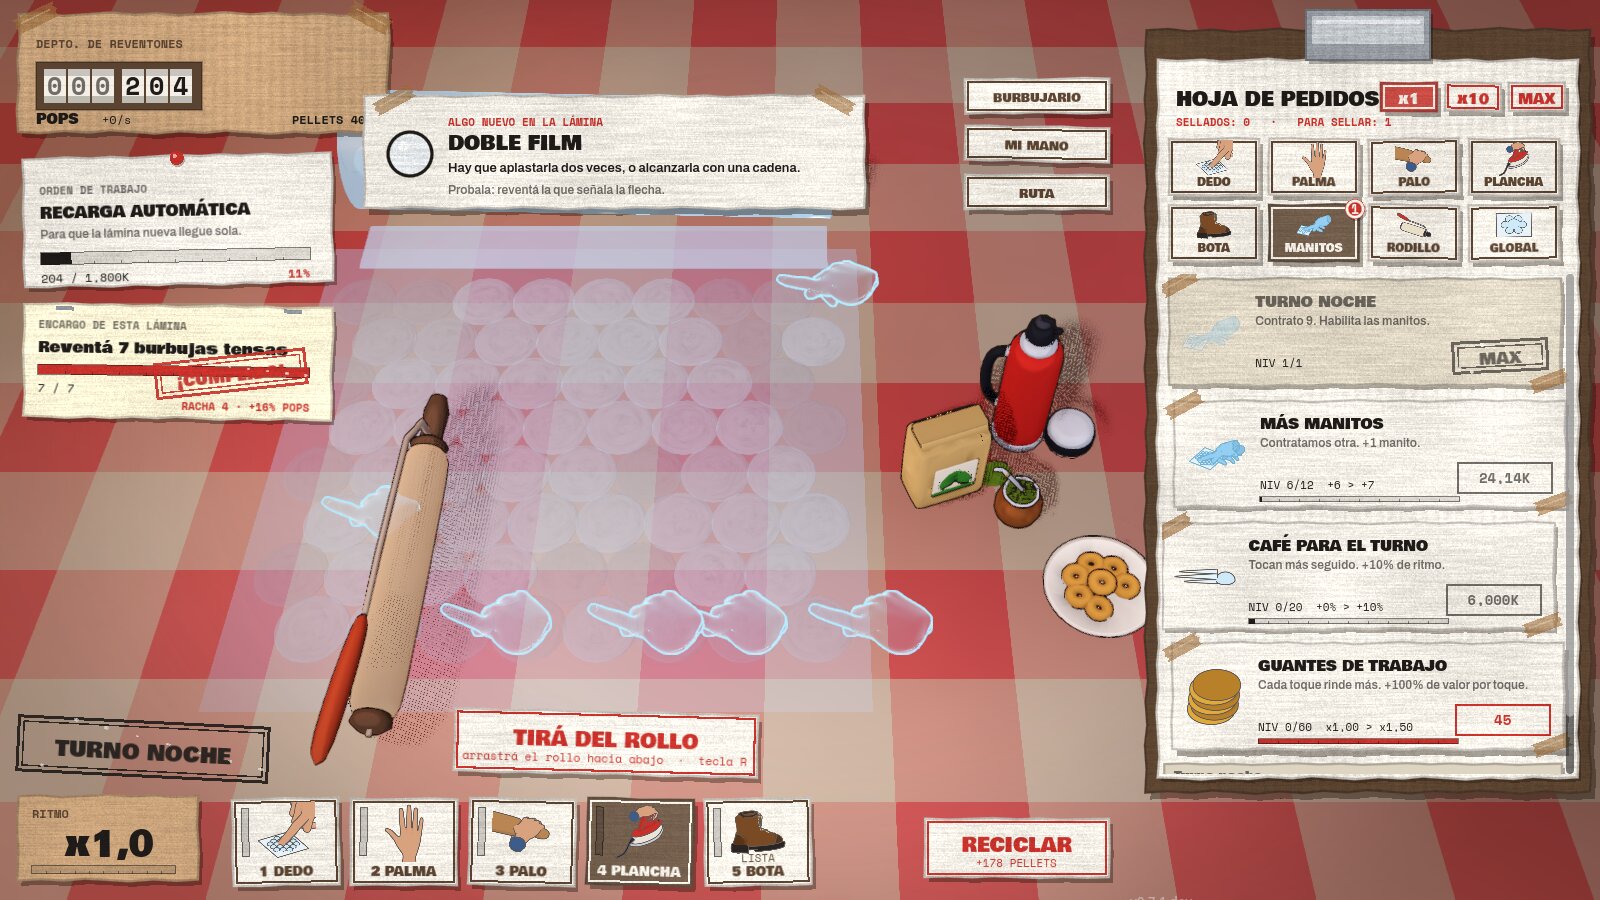 DEPTO. DE REVENTONES
000204
POPS +0/s
PELLETS 40
ORDEN DE TRABAJO
RECARGA AUTOMÁTICA
Para que la lámina nueva llegue sola.
204 / 1.800K
11%
ENCARGO DE ESTA LÁMINA
Reventá 7 burbujas tensas
7 / 7
RACHA 4 · +16% POPS
ALGO NUEVO EN LA LÁMINA
DOBLE FILM
Hay que aplastarla dos veces, o alcanzarla con una cadena.
Probala: reventá la que señala la flecha.
BURBUJARIO
MI MANO
RUTA
HOJA DE PEDIDOS
x1
x10
MAX
SELLADOS: 0 · PARA SELLAR: 1
DEDO
PALMA
PALO
PLANCHA
BOTA
MANITOS
1
RODILLO
GLOBAL
TURNO NOCHE
Contrato 9. Habilita las manitos.
NIV 1/1
MAX
MÁS MANITOS
Contratamos otra. +1 manito.
NIV 6/12 +6 > +7
24,14K
CAFÉ PARA EL TURNO
Tocan más seguido. +10% de ritmo.
NIV 0/20 +0% > +10%
6,000K
GUANTES DE TRABAJO
Cada toque rinde más. +100% de valor por toque.
NIV 0/60 x1,00 > x1,50
45
TURNO NOCHE
TIRÁ DEL ROLLO
arrastrá el rollo hacia abajo · tecla R
RITMO
x1,0
1 DEDO
2 PALMA
3 PALO
4 PLANCHA
LISTA
5 BOTA
RECICLAR
+178 PELLETS